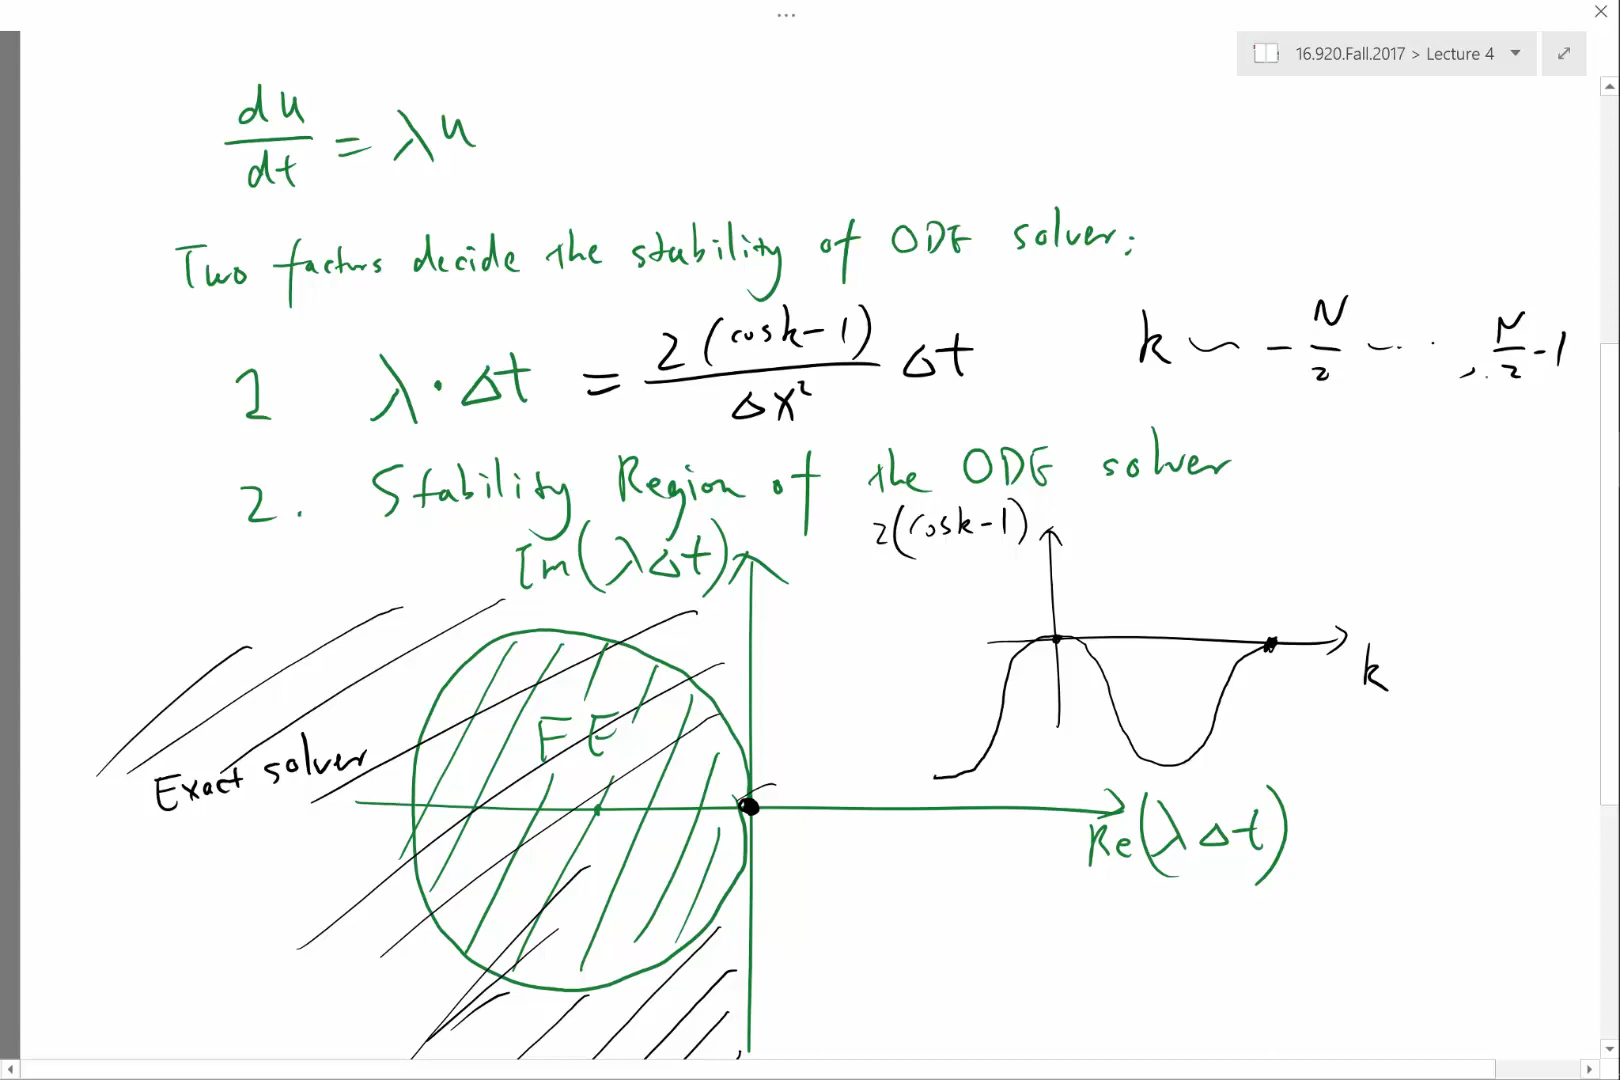 ...
16.920.Fall.2017 > Lecture 4
du/dt = λu
Two factors decide the stability of ODE solver:
1 λ·Δt = 2(cosk-1)/Δx² Δt
k ~ -N/2 ..., N/2-1
2. Stability Region of the ODE solver
2(cosk-1)
Im(λΔt)
k
FE
Exact solver
Re(λΔt)